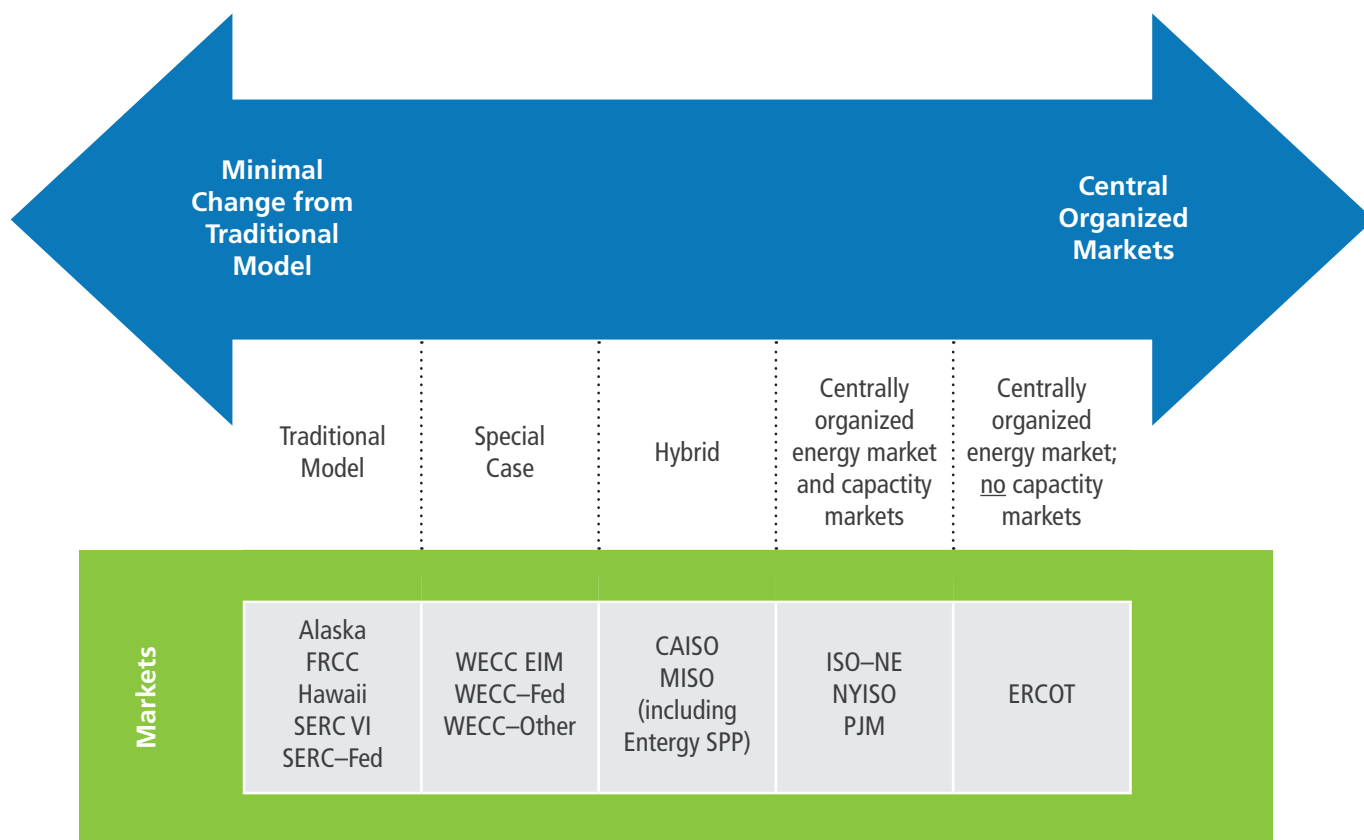 Minimal
Change from
Traditional
Model
Central
Organized
Markets
Traditional
Model
Special
Case
Hybrid
Centrally
organized
energy market
and capactity
markets
Centrally
organized
energy market;
no capactity
markets
Markets
Alaska
FRCC
Hawaii
SERC VI
SERC–Fed
WECC EIM
WECC–Fed
WECC–Other
CAISO
MISO
(including
Entergy SPP)
ISO–NE
NYISO
PJM
ERCOT